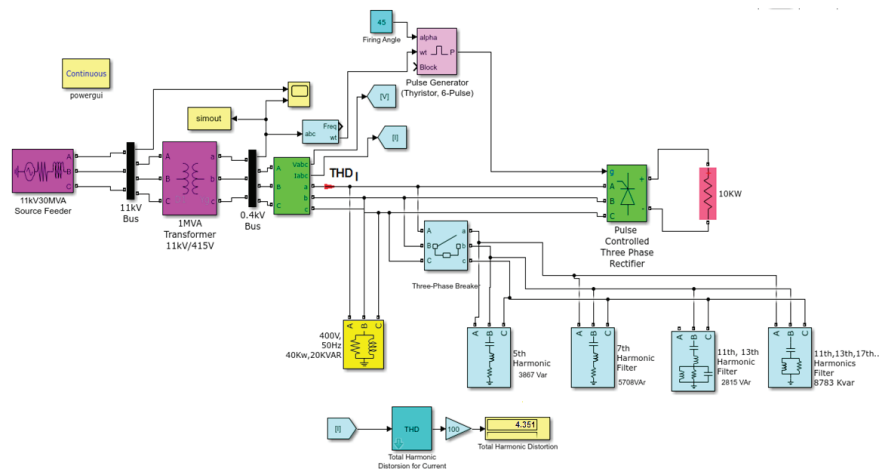 45
Firing Angle
alpha
wt
P
Block
Pulse Generator
(Thyristor, 6-Pulse)
Continuous
powergui
[V]
simout
abc
Freq
wt
[I]
A
B
C
11kV30MVA
Source Feeder
11kV
Bus
A
B
C
a
b
c
1MVA
Transformer
11kV/415V
0.4kV
Bus
A
B
C
Vabc
Iabc
a
b
c
THD I
g
A
B
C
+
-
Pulse
Controlled
Three Phase
Rectifier
10KW
A
B
C
a
b
c
Three-Phase Breaker
A B C
400V,
50Hz
40Kw,20KVAR
A B C
5th
Harmonic
3867 Var
A B C
7th
Harmonic
Filter
5708VAr
A B C
11th, 13th
Harmonic
Filter
2815 VAr
A B C
11th,13th,17th..
Harmonics
Filter
8783 Kvar
[I]
THD
Total Harmonic
Distorsion for Current
100
4.351
Total Harmonic Distortion